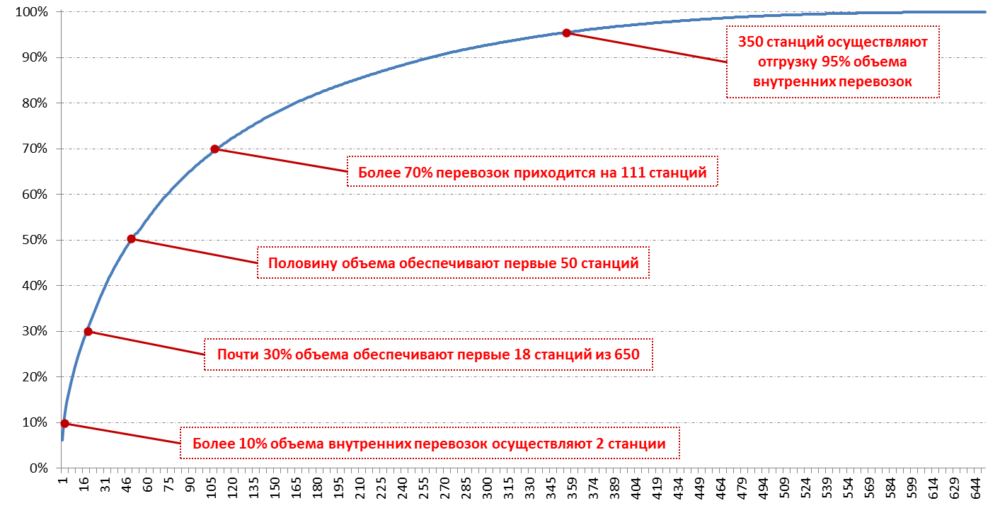 100%
90%
80%
70%
60%
50%
40%
30%
20%
10%
0%
350 станций осуществляют
отгрузку 95% объема
внутренних перевозок
Более 70% перевозок приходится на 111 станций
Половину объема обеспечивают первые 50 станций
Почти 30% объема обеспечивают первые 18 станций из 650
Более 10% объема внутренних перевозок осуществляют 2 станции
1 16 31 46 60 75 90 105 120 135 150 165 180 195 210 225 240 255 270 285 300 315 330 345 359 374 389 404 419 434 449 464 479 494 509 524 539 554 569 584 599 614 629 644